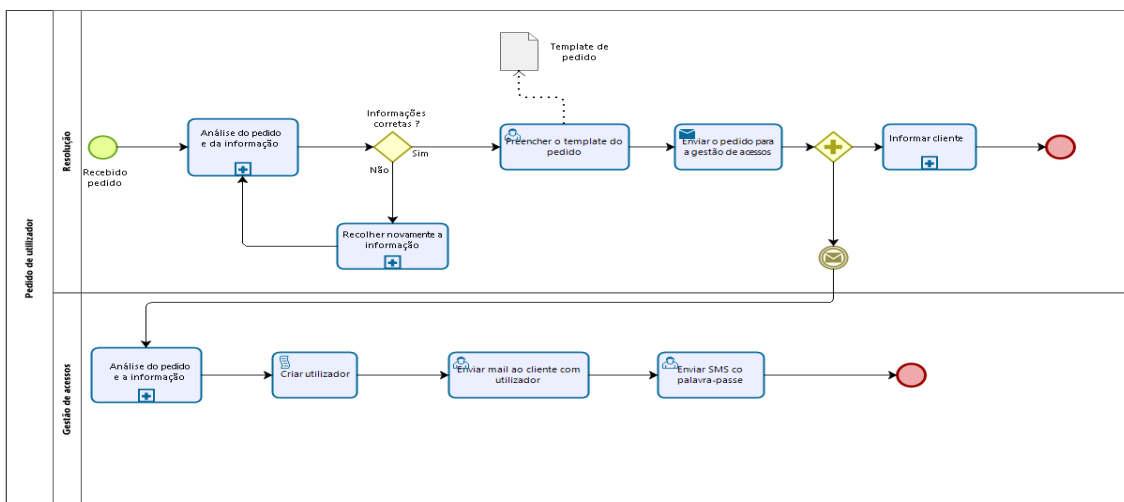 Pedido de utilizador
Resolução
Recebido
pedido
Análise do pedido
e da informação
Informações
corretas ?
Sim
Não
Recolher novamente a
informação
Template de
pedido
Preencher o template do
pedido
Enviar o pedido para
a gestão de acessos
Informar cliente
Gestão de acessos
Análise do pedido
e a informação
Criar utilizador
Enviar mail ao cliente com
utilizador
Enviar SMS co
palavra-passe